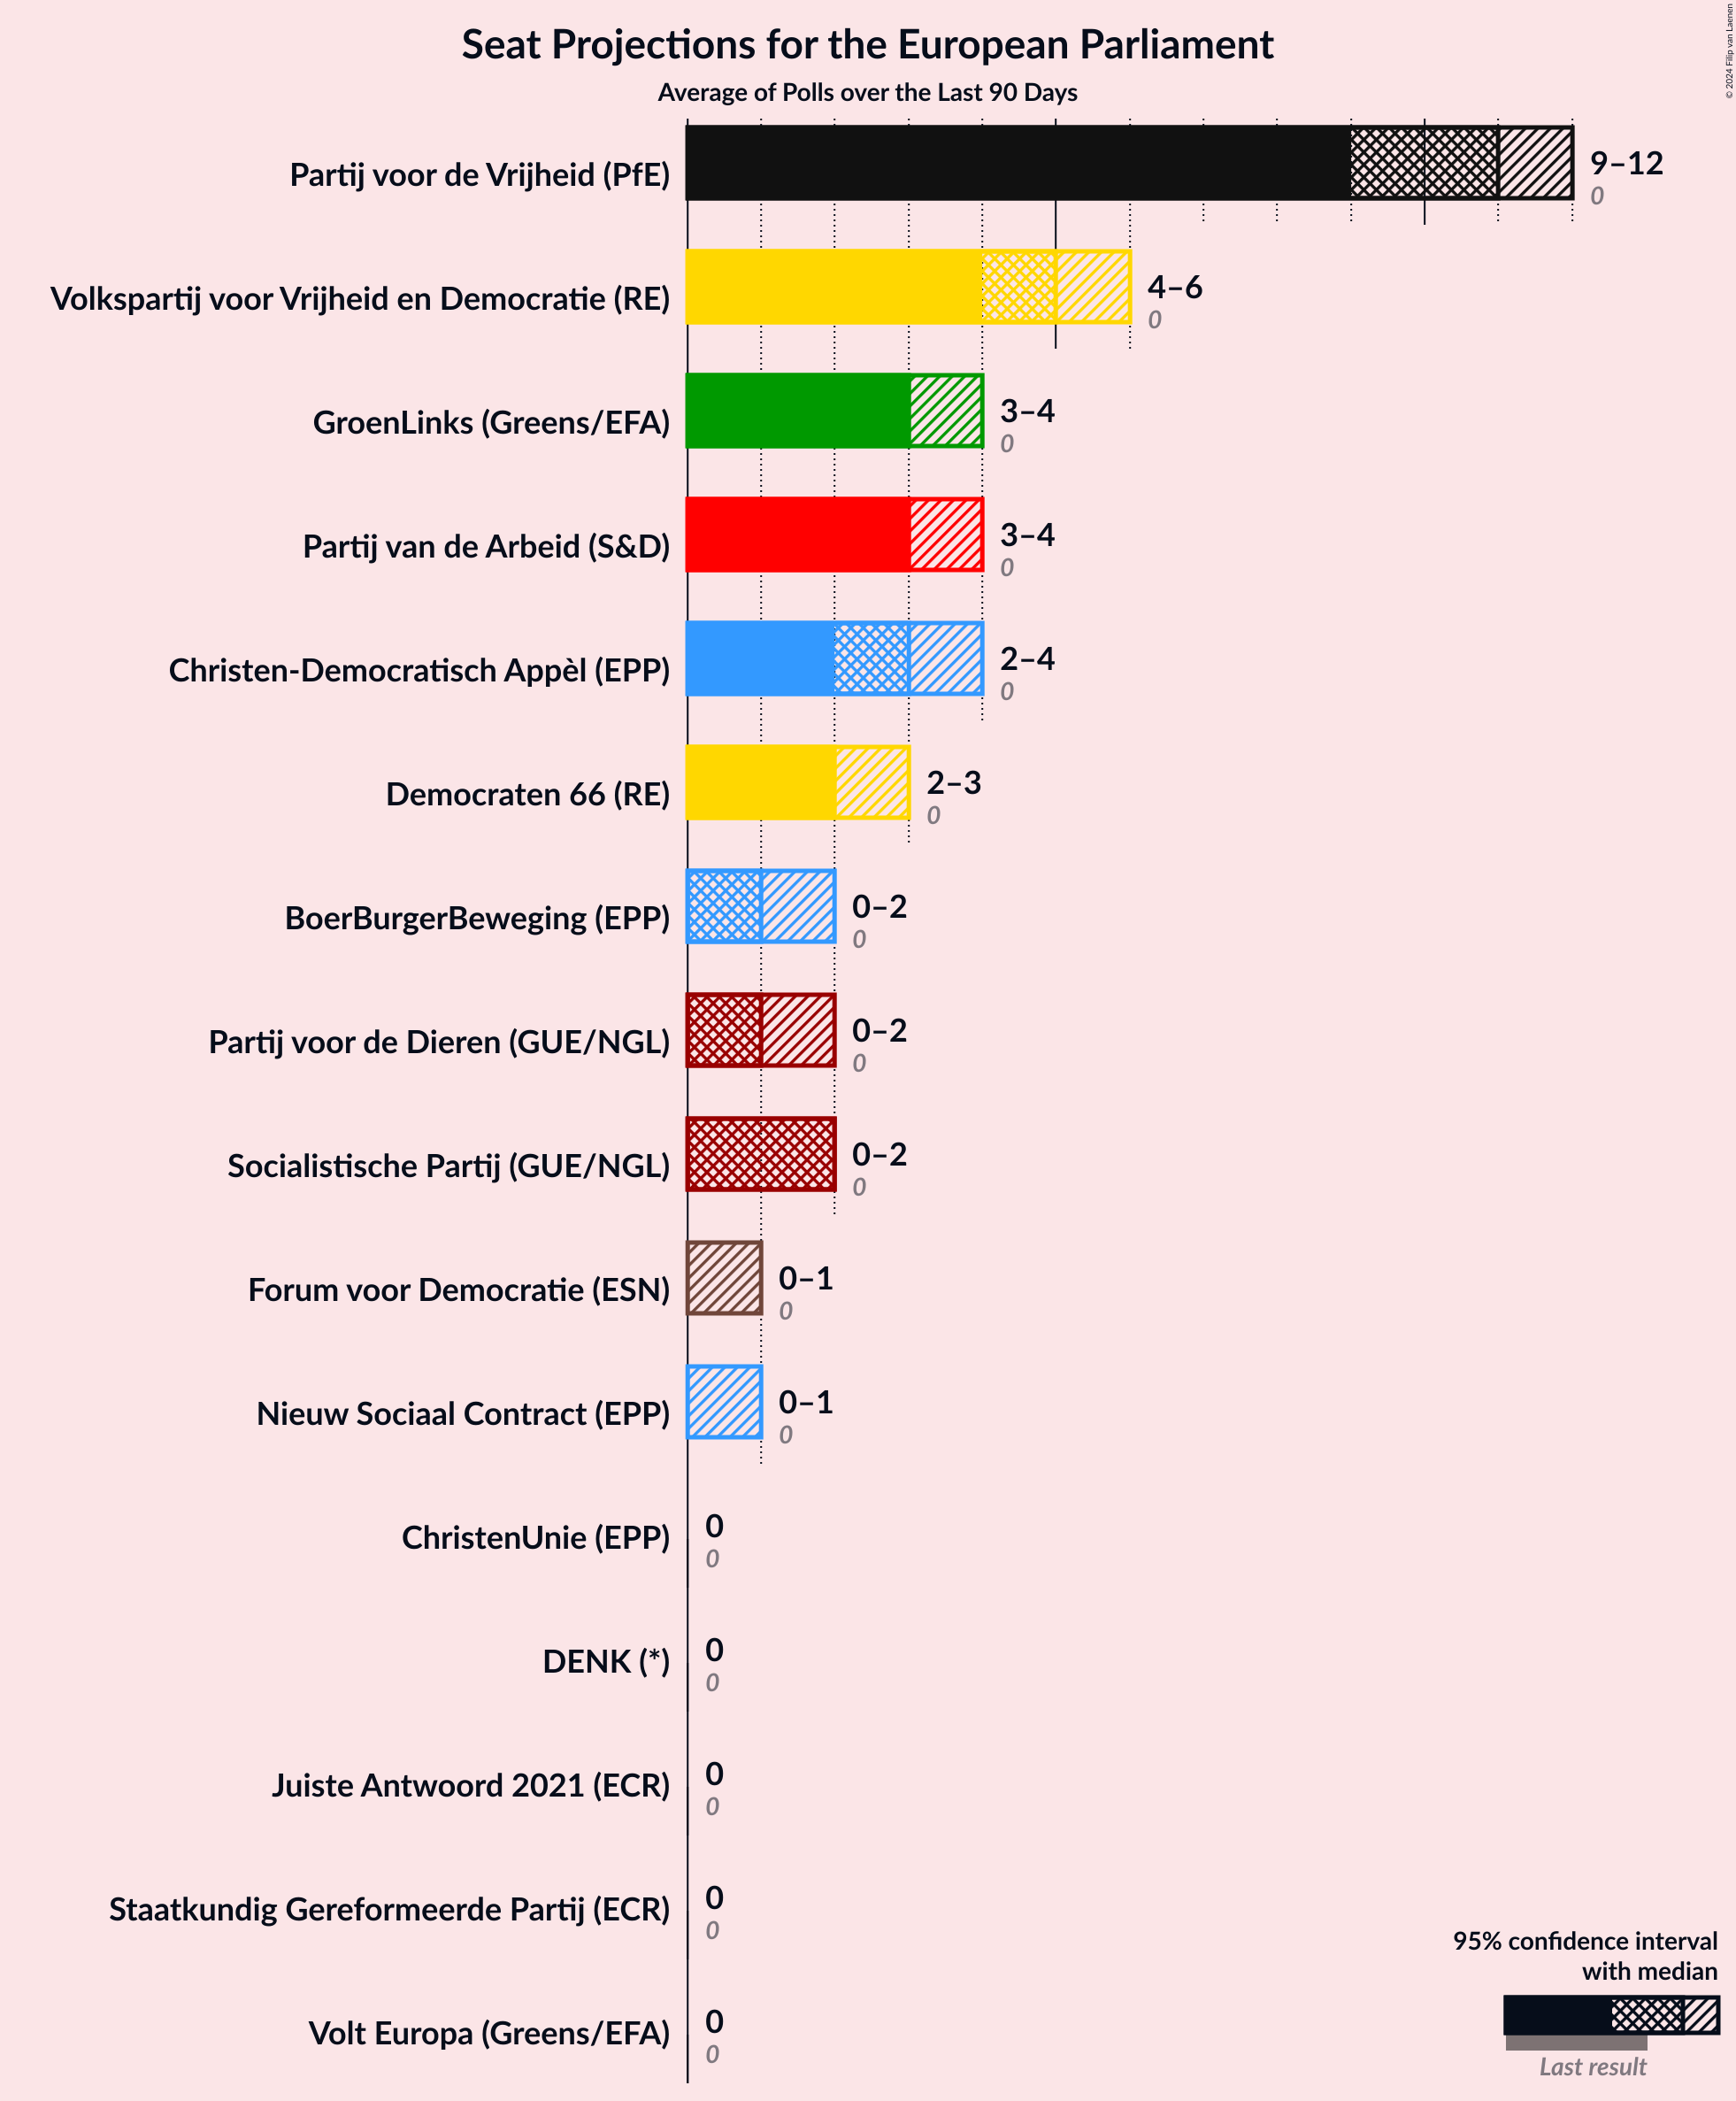 © 2024 Filip van Laenen
Seat Projections for the European Parliament
Average of Polls over the Last 90 Days
Partij voor de Vrijheid (PfE)
9–12
0
Volkspartij voor Vrijheid en Democratie (RE)
4–6
0
GroenLinks (Greens/EFA)
3–4
0
Partij van de Arbeid (S&D)
3–4
0
Christen-Democratisch Appèl (EPP)
2–4
0
Democraten 66 (RE)
2–3
0
BoerBurgerBeweging (EPP)
0–2
0
Partij voor de Dieren (GUE/NGL)
0–2
0
Socialistische Partij (GUE/NGL)
0–2
0
Forum voor Democratie (ESN)
0–1
0
Nieuw Sociaal Contract (EPP)
0–1
0
ChristenUnie (EPP)
0
0
DENK (*)
0
0
Juiste Antwoord 2021 (ECR)
0
0
Staatkundig Gereformeerde Partij (ECR)
0
0
Volt Europa (Greens/EFA)
0
0
95% confidence interval
with median
Last result